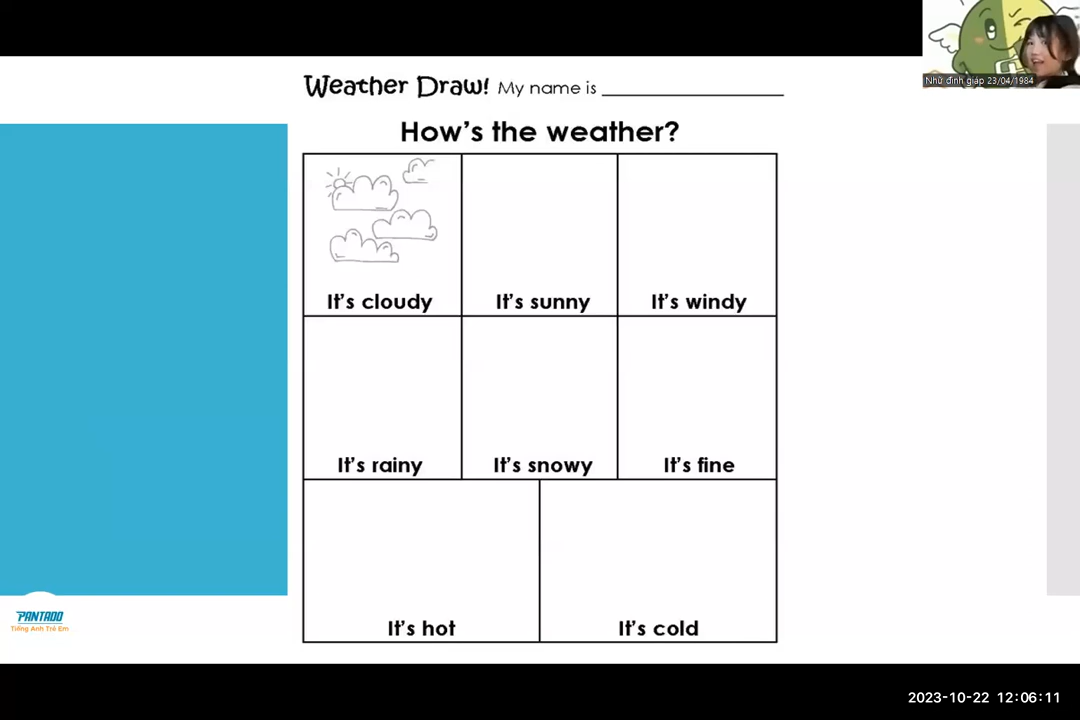 Nhữ đình giáp 23/04/1984
Weather Draw! My name is
How's the weather?
It's cloudy It's sunny It's windy
It's rainy It's snowy It's fine
It's hot It's cold
PANTADO
Tiếng Anh Trẻ Em
2023-10-22 12:06:11